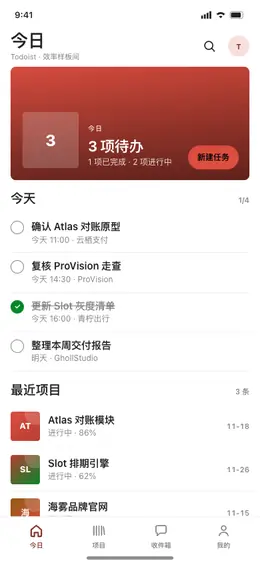 9:41
今日
Todoist · 效率样板间
T
3
今日
3 项待办
1 项已完成 · 2 项进行中
新建任务
今天
1/4
确认 Atlas 对账原型
今天 11:00 · 云栖支付
复核 ProVision 走查
今天 14:30 · ProVision
更新 Slot 灰度清单
今天 16:00 · 青柠出行
整理本周交付报告
明天 · GhollStudio
最近项目
3 条
AT
Atlas 对账模块
进行中 · 86%
11-18
SL
Slot 排期引擎
进行中 · 62%
11-26
海
海雾品牌官网
11-15
今日
项目
收件箱
我的